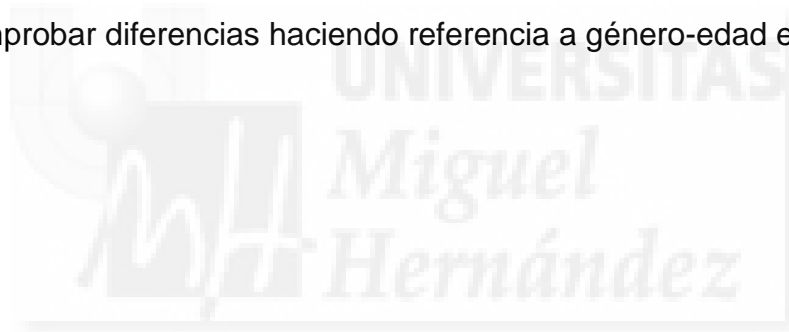 probar diferencias haciendo referencia a género-edad e
UNIVERSITAS
Miguel
Hernández